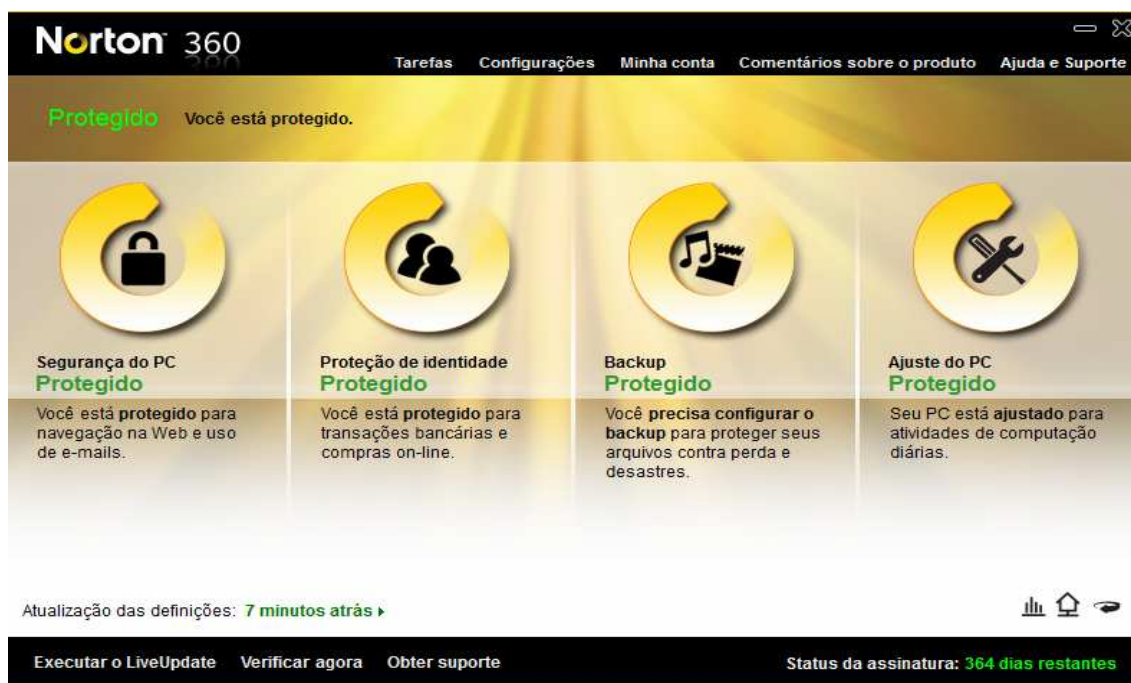 Norton 360
Tarefas Configurações Minha conta Comentários sobre o produto Ajuda e Suporte
Protegido Você está protegido.
Segurança do PC
Protegido
Você está protegido para
navegação na Web e uso
de e-mails.
Proteção de identidade
Protegido
Você está protegido para
transações bancárias e
compras on-line.
Backup
Protegido
Você precisa configurar o
backup para proteger seus
arquivos contra perda e
desastres.
Ajuste do PC
Protegido
Seu PC está ajustado para
atividades de computação
diárias.
Atualização das definições: 7 minutos atrás
Executar o LiveUpdate Verificar agora Obter suporte Status da assinatura: 364 dias restantes